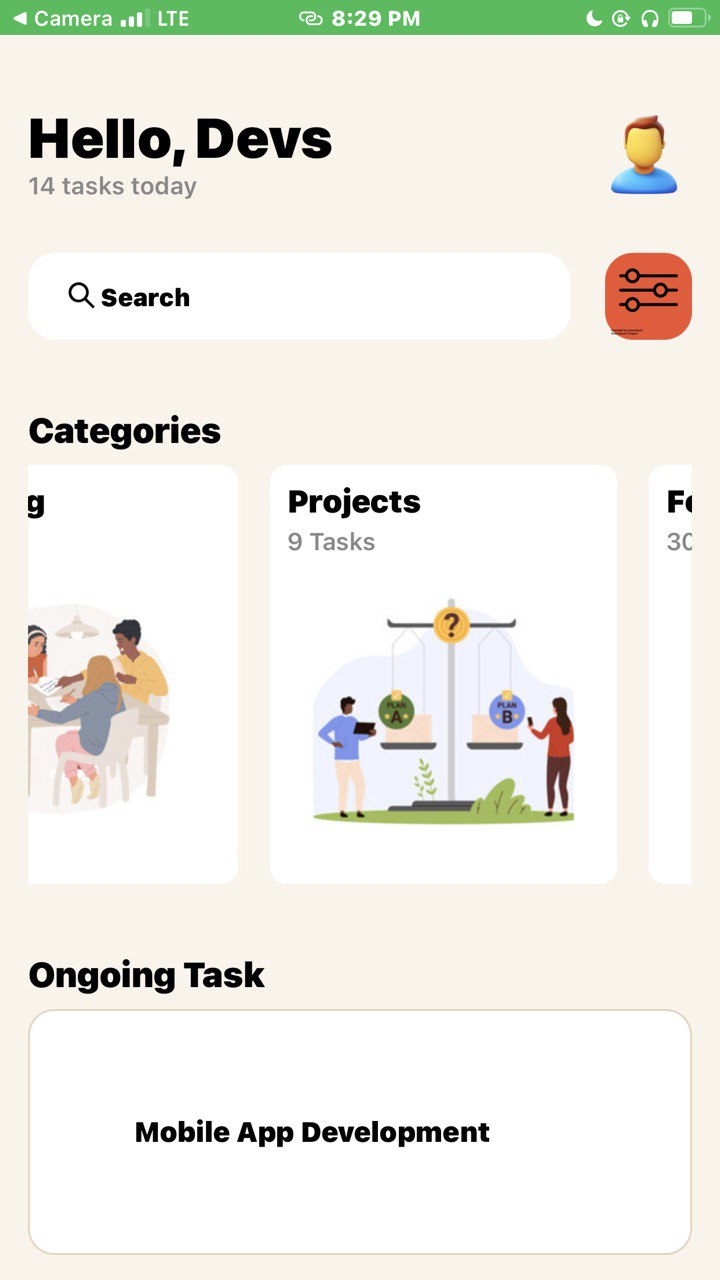 Camera LTE 8:29 PM
Hello, Devs
14 tasks today
Search
Categories
g
Projects
9 Tasks
?
PLAN
A
PLAN
B
30
Ongoing Task
Mobile App Development